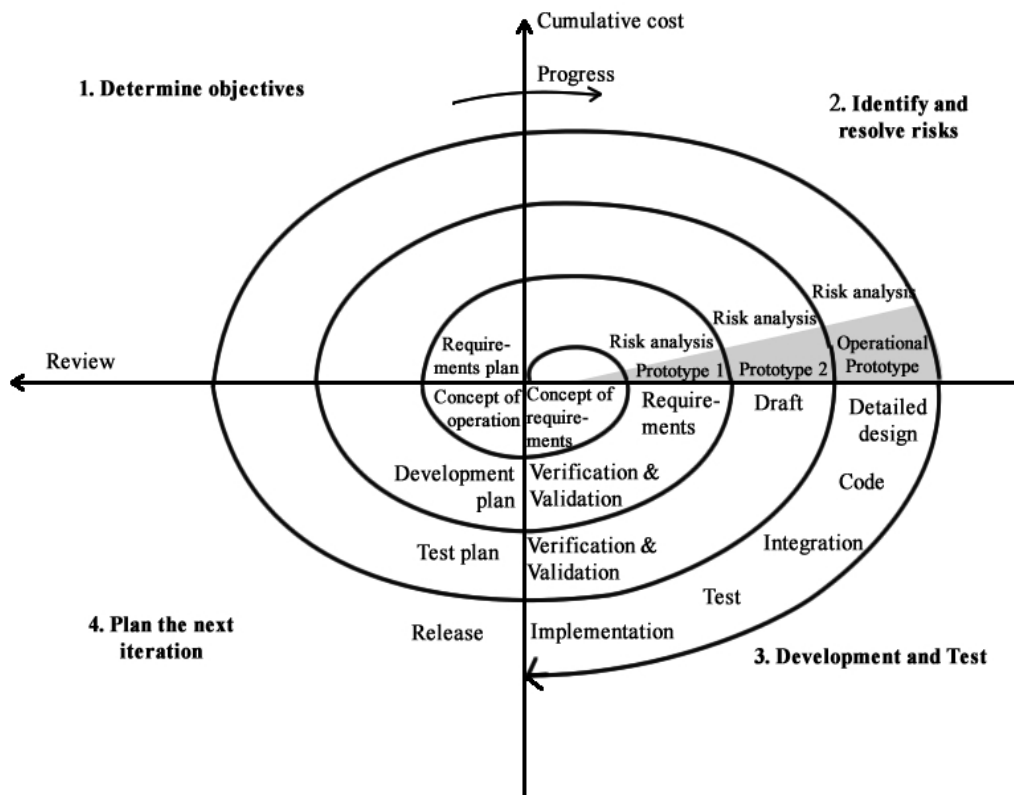 Cumulative cost
Progress
1. Determine objectives
2. Identify and
resolve risks
Risk analysis
Risk analysis
Risk analysis
Require-
ments plan
Prototype 1
Prototype 2
Operational
Prototype
Review
Concept of
operation
Concept of
require-
ments
Require-
ments
Draft
Detailed
design
Development
plan
Verification &
Validation
Code
Test plan
Verification &
Validation
Integration
Test
4. Plan the next
iteration
Release
Implementation
3. Development and Test